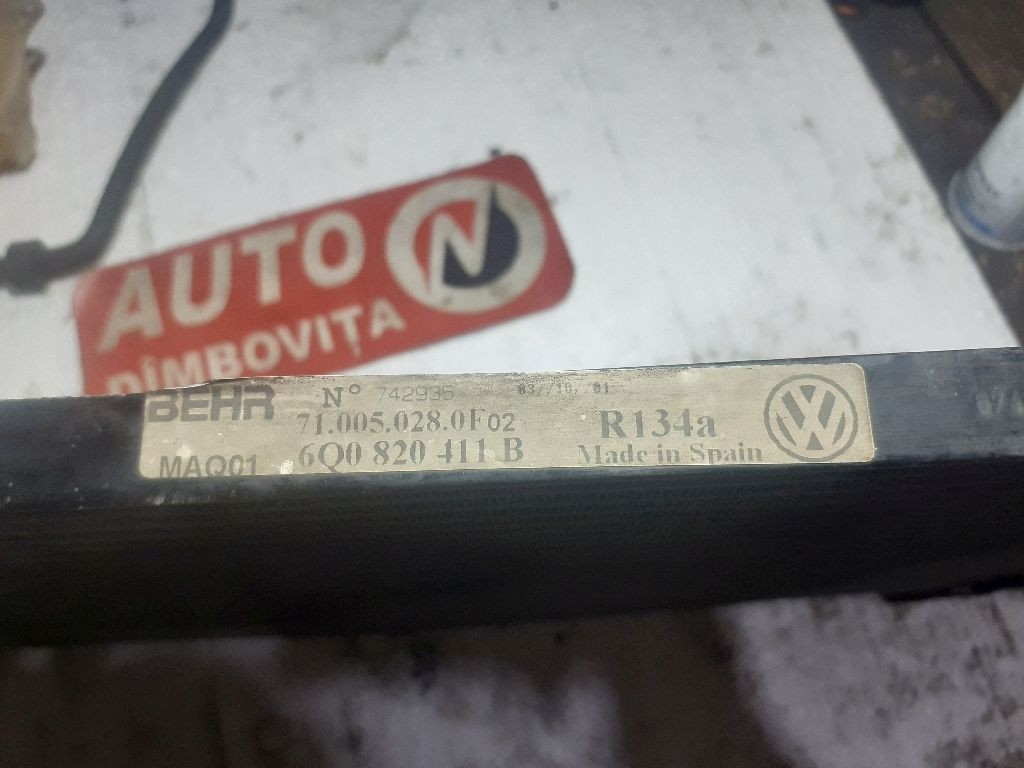 AUTO
DÎMBOVIȚA
BEHR N° 742935
71.005.028.0F02
MAQ01 6Q0 820 411 B
R134a
Made in Spain